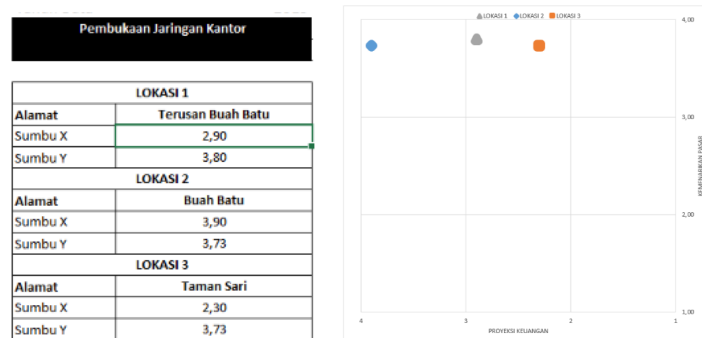 Pembukaan Jaringan Kantor
LOKASI 1
Alamat Terusan Buah Batu
Sumbu X 2,90
Sumbu Y 3,80
LOKASI 2
Alamat Buah Batu
Sumbu X 3,90
Sumbu Y 3,73
LOKASI 3
Alamat Taman Sari
Sumbu X 2,30
Sumbu Y 3,73
LOKASI 1 LOKASI 2 LOKASI 3
4,00
3,00
2,00
1,00
KEMENARIKAN PASAR
4 3 2 1
PROYEKSI KEUANGAN